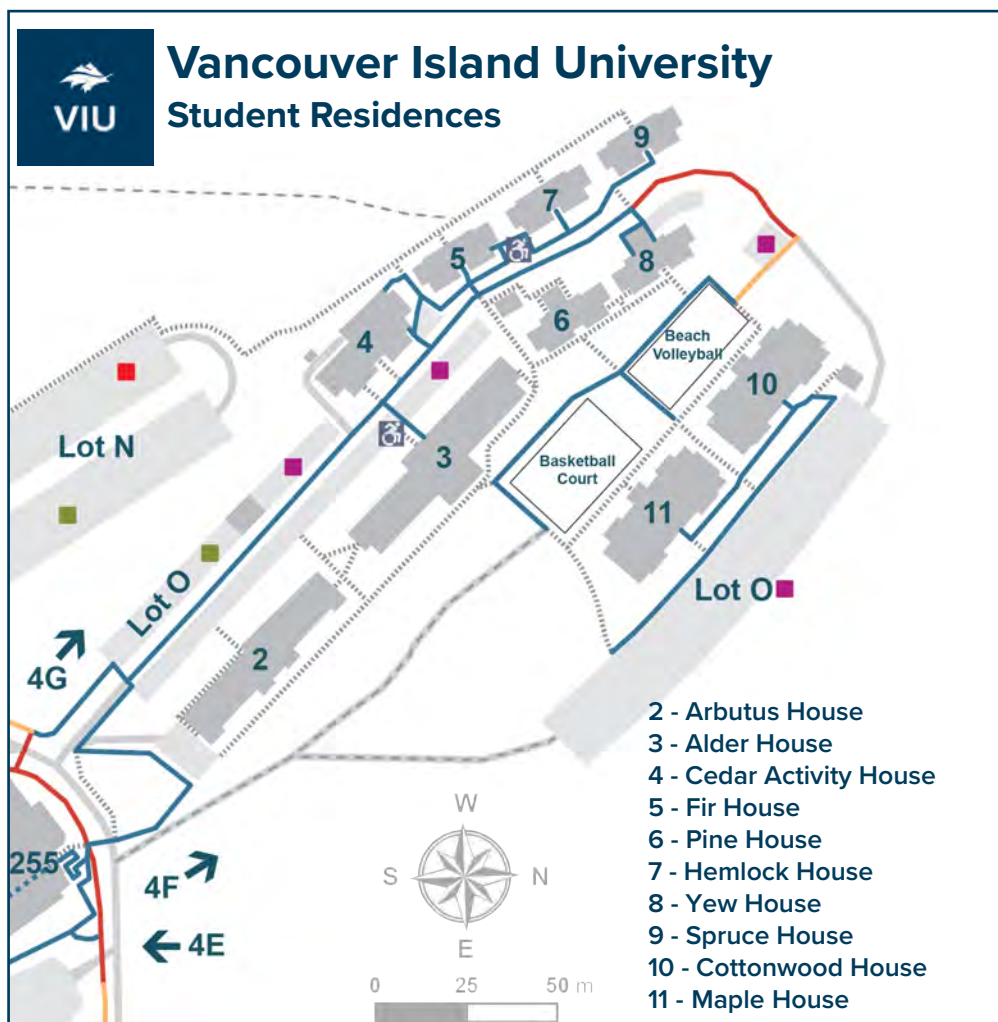 VIU
Vancouver Island University
Student Residences
9
7
5
8
6
4
Beach
Volleyball
10
Lot N
3
Basketball
Court
11
Lot O
Lot O
2
4G
2 - Arbutus House
3 - Alder House
4 - Cedar Activity House
5 - Fir House
6 - Pine House
7 - Hemlock House
8 - Yew House
9 - Spruce House
10 - Cottonwood House
11 - Maple House
W
S
N
E
255
4F
4E
0 25 50 m